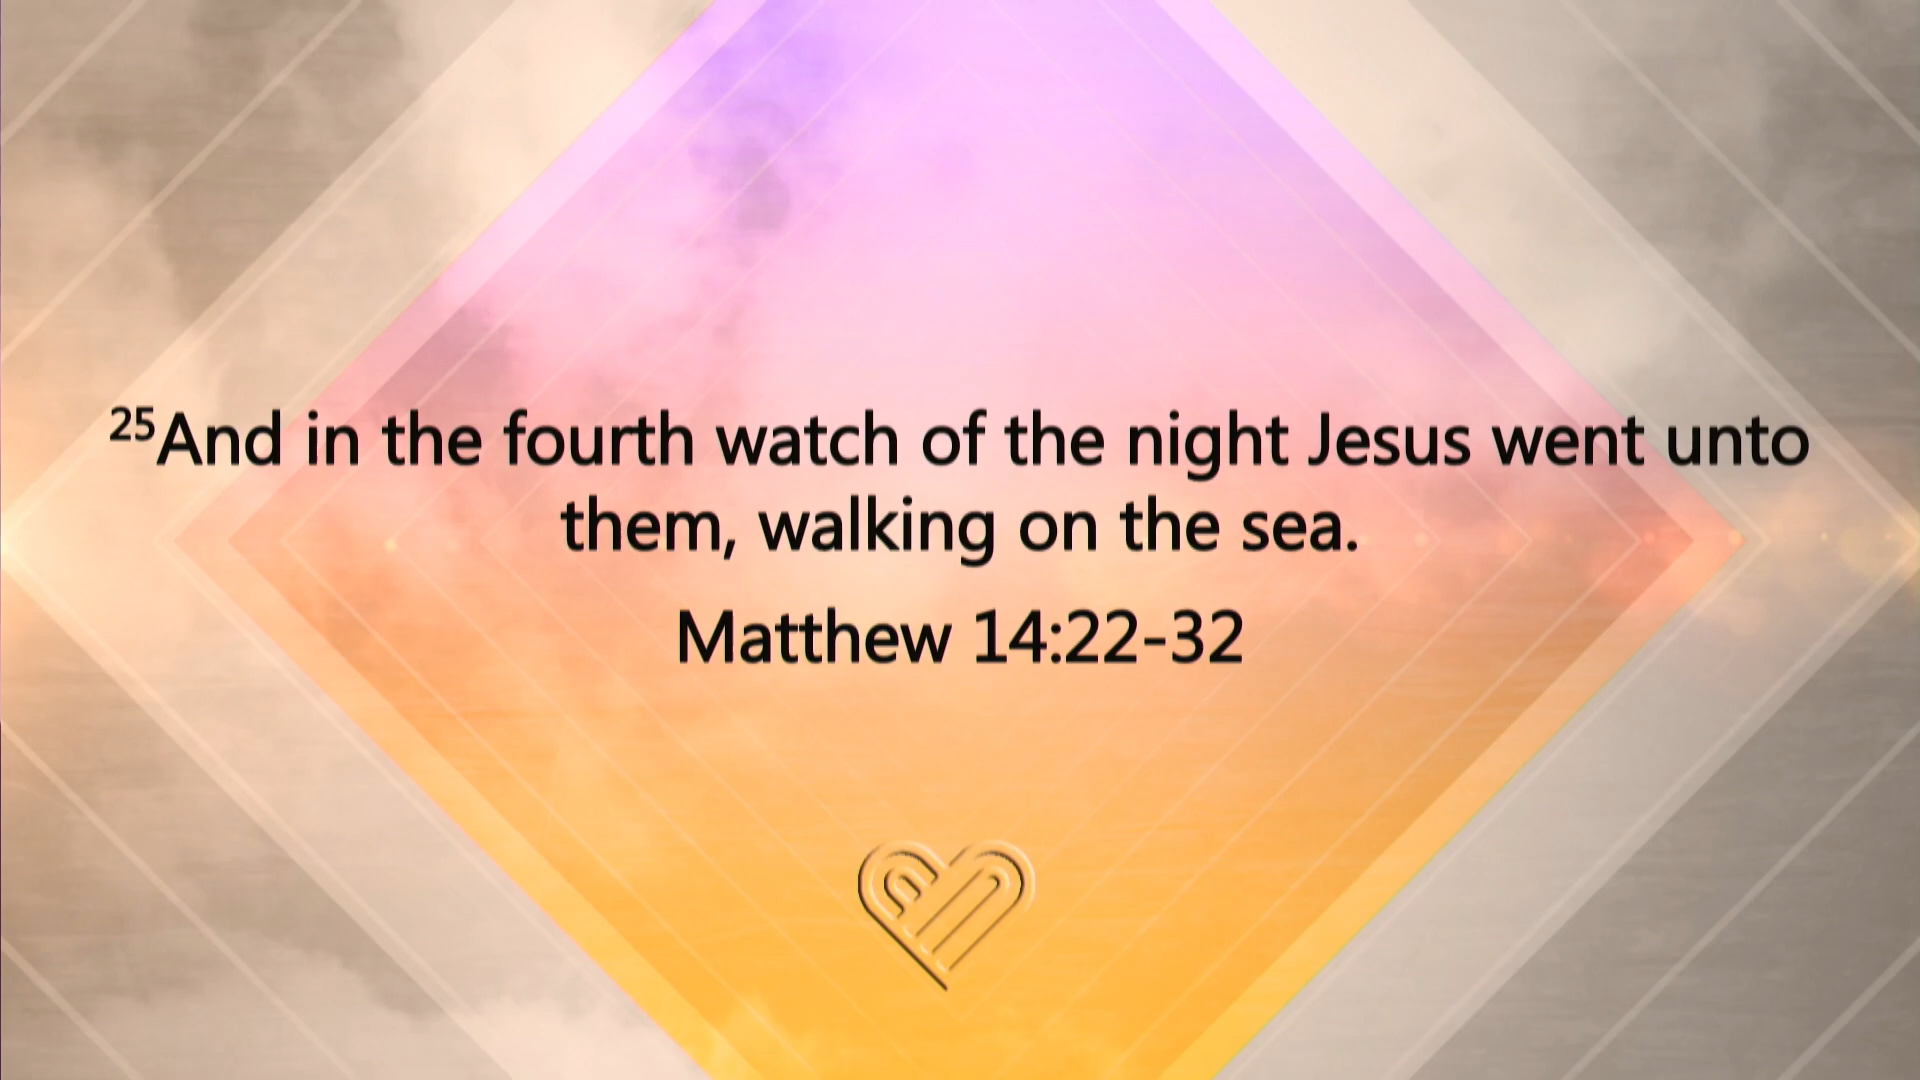 25And in the fourth watch of the night Jesus went unto
them, walking on the sea.
Matthew 14:22-32